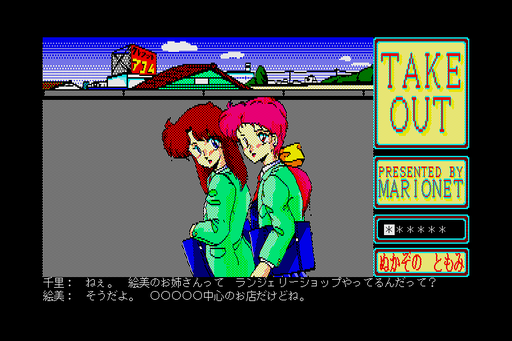 アコム
TAKE
OUT
PRESENTED BY
MARIONET
******
ぬかぞの ともみ
千里： ねぇ。 絵美のお姉さんって ランジェリーショップやってるんだって？
絵美： そうだよ。 ○○○○○中心のお店だけどね。